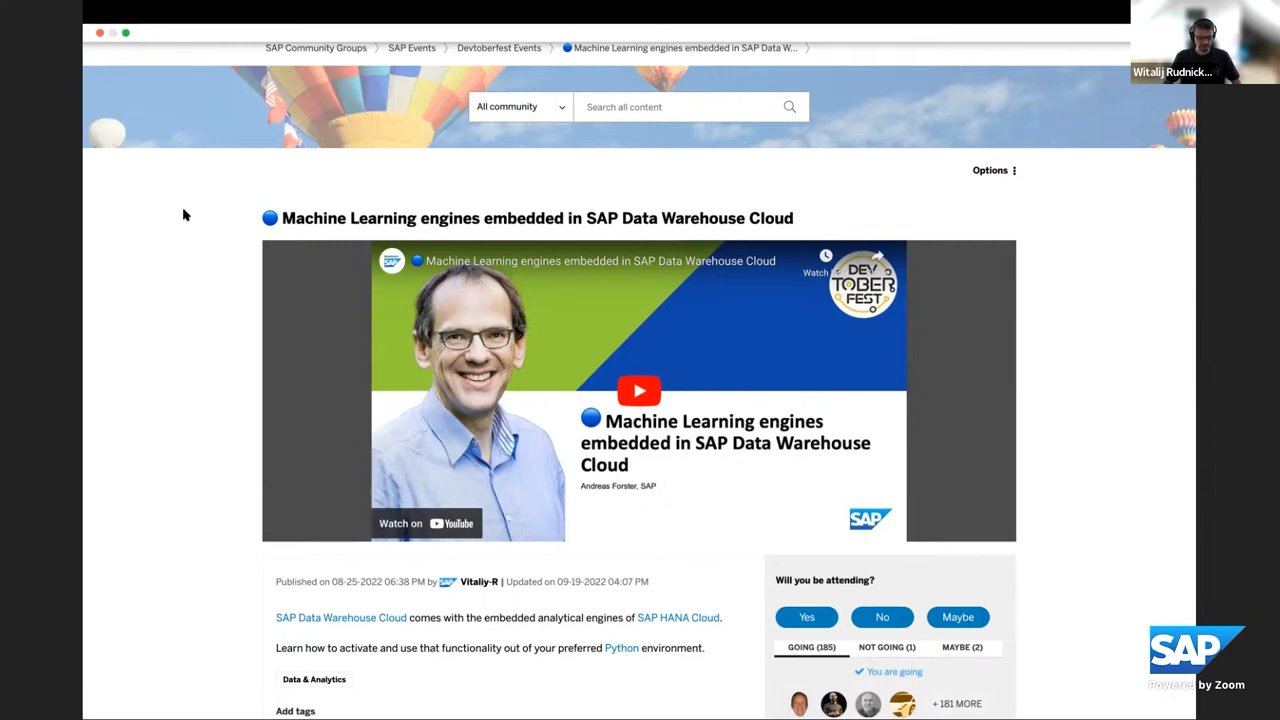 SAP Community Groups
SAP Events
Devtoberfest Events
Machine Learning engines embedded in SAP Data W...
Witalij Rudnick...
All community
Search all content
Options
Machine Learning engines embedded in SAP Data Warehouse Cloud
Machine Learning engines embedded in SAP Data Warehouse Cloud
Watch
DEV
TOBER
FEST
Machine Learning engines
embedded in SAP Data Warehouse
Cloud
Andreas Forster, SAP
SAP
Watch on YouTube
Published on 08-25-2022 06:38 PM by SAP Vitaliy-R | Updated on 09-19-2022 04:07 PM
SAP Data Warehouse Cloud comes with the embedded analytical engines of SAP HANA Cloud.
Learn how to activate and use that functionality out of your preferred Python environment.
Data & Analytics
Add tags
Will you be attending?
Yes
No
Maybe
GOING (185)
NOT GOING (1)
MAYBE (2)
You are going
+ 181 MORE
SAP
Powered by Zoom